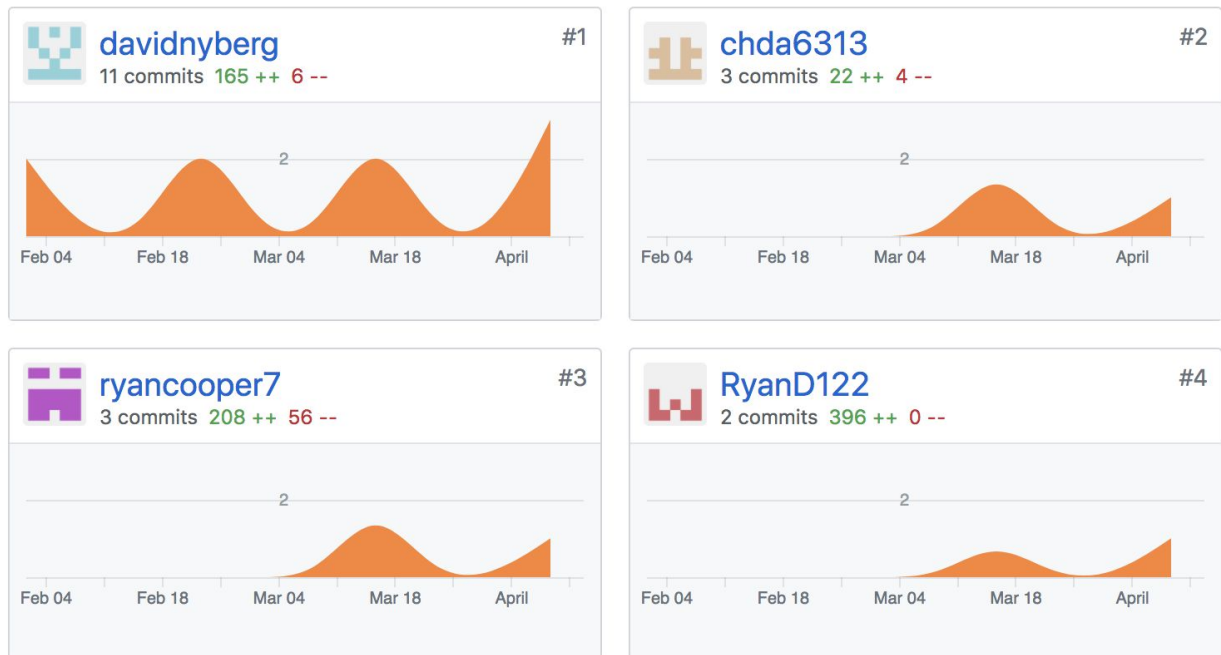 davidnyberg #1
11 commits 165 ++ 6 --
2
Feb 04 Feb 18 Mar 04 Mar 18 April
chda6313 #2
3 commits 22 ++ 4 --
2
Feb 04 Feb 18 Mar 04 Mar 18 April
ryancooper7 #3
3 commits 208 ++ 56 --
2
Feb 04 Feb 18 Mar 04 Mar 18 April
RyanD122 #4
2 commits 396 ++ 0 --
2
Feb 04 Feb 18 Mar 04 Mar 18 April